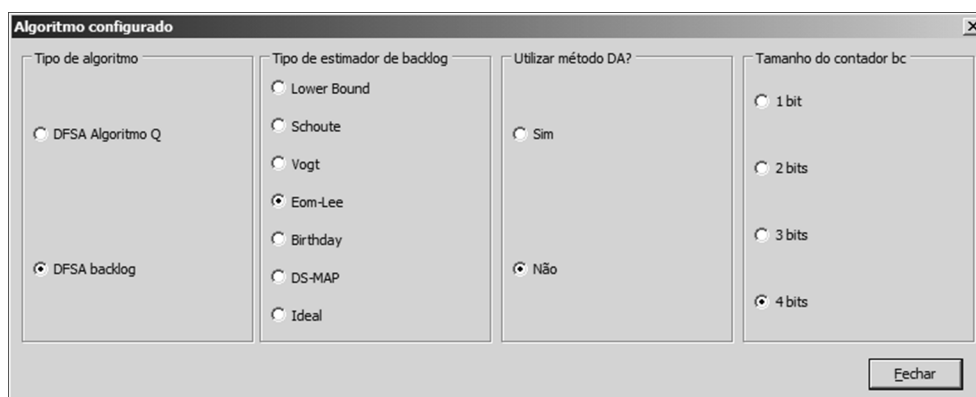 Algoritmo configurado
Tipo de algoritmo
DFSA Algoritmo Q
DFSA backlog
Tipo de estimador de backlog
Lower Bound
Schoute
Vogt
Eom-Lee
Birthday
DS-MAP
Ideal
Utilizar método DA?
Sim
Não
Tamanho do contador bc
1 bit
2 bits
3 bits
4 bits
Fechar